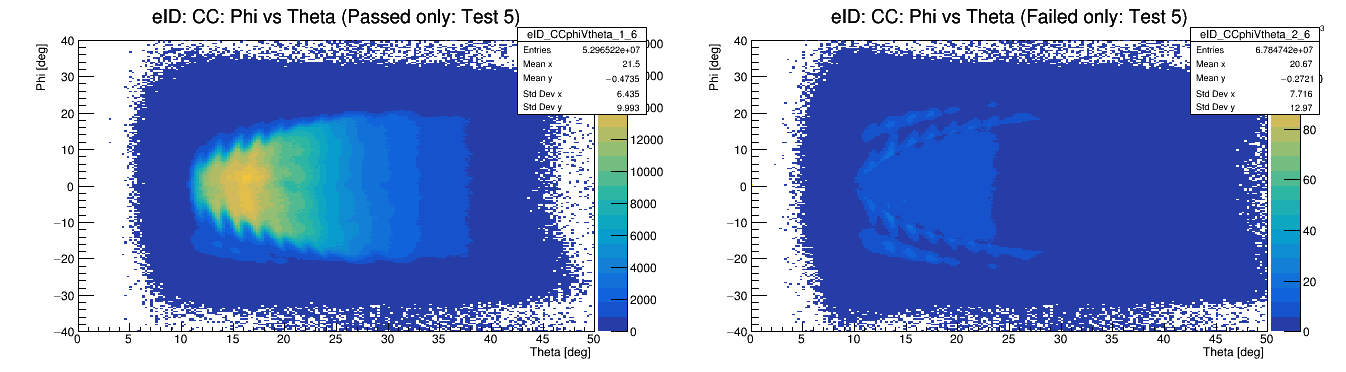 eID: CC: Phi vs Theta (Passed only: Test 5)
eID_CCphiVtheta_1_6
Entries 5.296522e+07
Mean x 21.5
Mean y −0.4735
Std Dev x 6.435
Std Dev y 9.993
Phi [deg]
40
30
20
10
0
−10
−20
−30
−40
0 5 10 15 20 25 30 35 40 45 50
Theta [deg]
12000
10000
8000
6000
4000
2000
0
eID: CC: Phi vs Theta (Failed only: Test 5)
eID_CCphiVtheta_2_6
Entries 6.784742e+07
Mean x 20.67
Mean y −0.2721
Std Dev x 7.716
Std Dev y 12.97
Phi [deg]
40
30
20
10
0
−10
−20
−30
−40
0 5 10 15 20 25 30 35 40 45 50
Theta [deg]
3
80
60
40
20
0